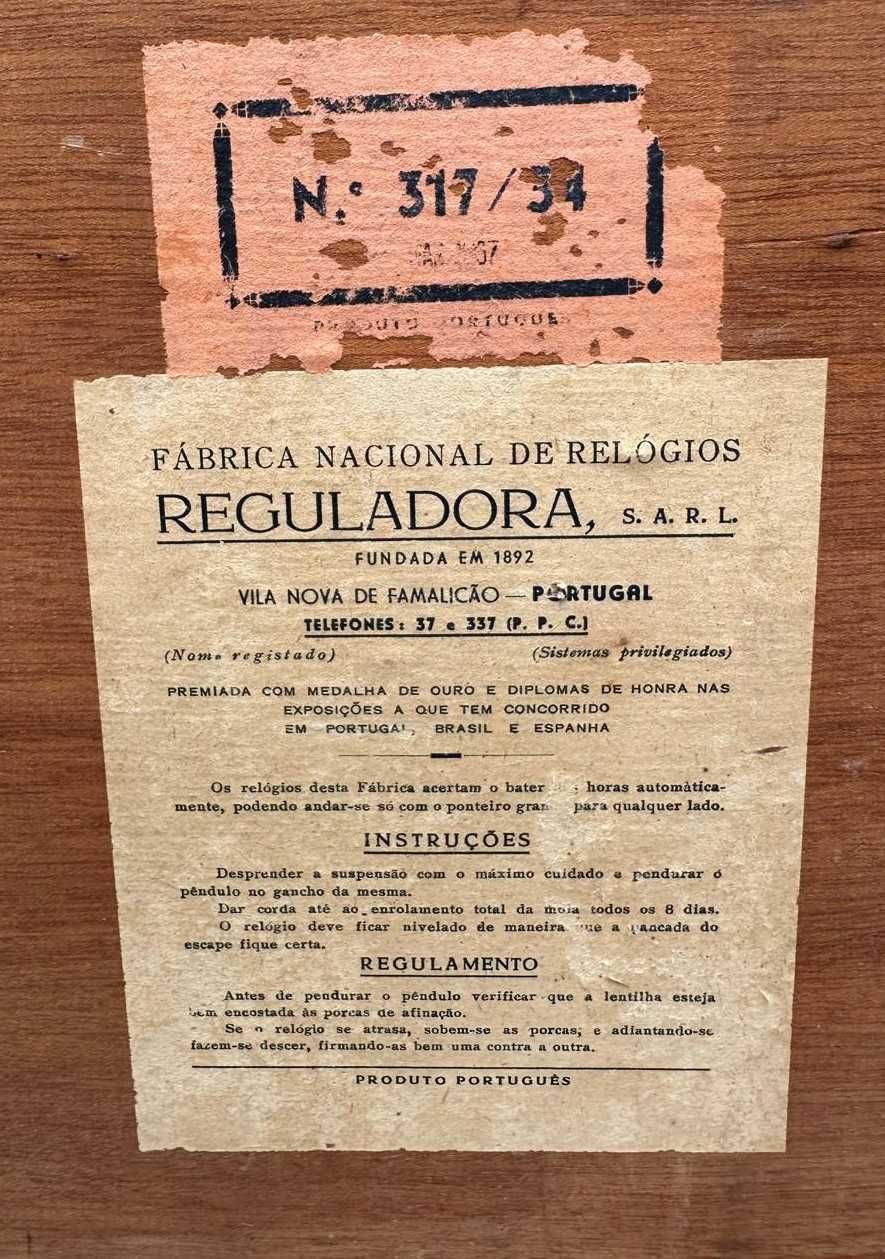 N.º 317/34
PRODUTO PORTUGUÊS
FÁBRICA NACIONAL DE RELÓGIOS
REGULADORA, S. A. R. L.
FUNDADA EM 1892
VILA NOVA DE FAMALICÃO — PORTUGAL
TELEFONES: 37 e 337 (P. P. C.)
(Nome registado) (Sistemas privilegiados)
PREMIADA COM MEDALHA DE OURO E DIPLOMAS DE HONRA NAS
EXPOSIÇÕES A QUE TEM CONCORRIDO
EM PORTUGAL, BRASIL E ESPANHA
Os relógios desta Fábrica acertam o bater horas automàtica-
mente, podendo andar-se só com o ponteiro para qualquer lado.
INSTRUÇÕES
Desprender a suspensão com o máximo cuidado e pendurar o
pêndulo no gancho da mesma.
Dar corda até ao enrolamento total da mola todos os 8 dias.
O relógio deve ficar nivelado de maneira que a pancada do
escape fique certa.
REGULAMENTO
Antes de pendurar o pêndulo verificar que a lentilha esteja
bem encostada às porcas de afinação.
Se o relógio se atrasa, sobem-se as porcas; e adiantando-se
fazem-se descer, firmando-as bem uma contra a outra.
PRODUTO PORTUGUÊS